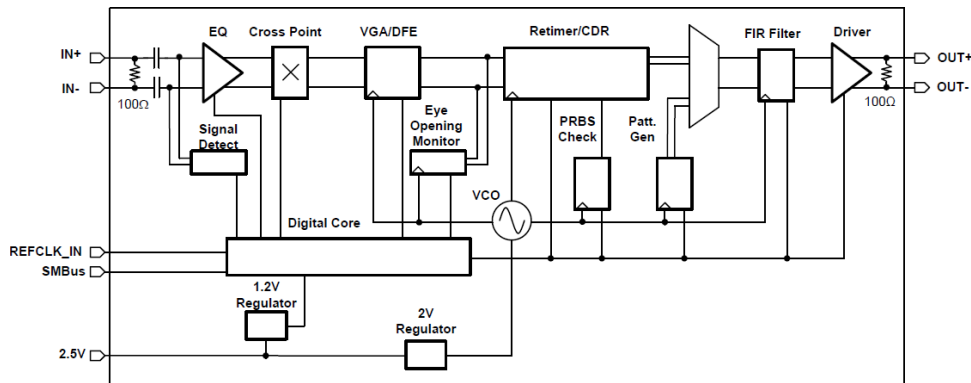 EQ
Cross Point
VGA/DFE
Retimer/CDR
FIR Filter
Driver
IN+
OUT+
IN-
OUT-
100Ω
100Ω
Signal
Detect
Eye
Opening
Monitor
PRBS
Check
Patt.
Gen
VCO
Digital Core
REFCLK_IN
SMBus
1.2V
Regulator
2V
Regulator
2.5V